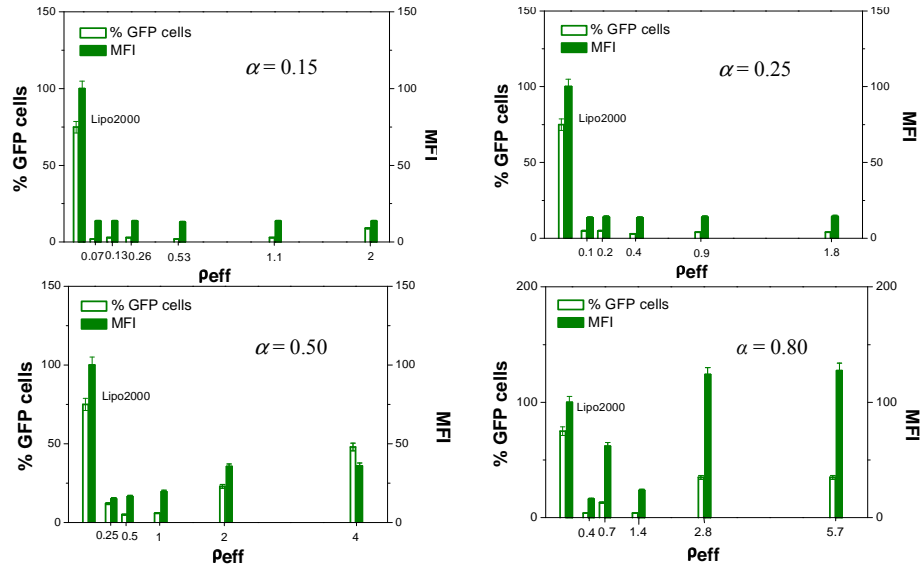 % GFP cells
MFI
α = 0.15
Lipo2000
% GFP cells
MFI
150
100
50
0
150
100
50
0
0.07 0.13 0.26 0.53 1.1 2
ρeff
% GFP cells
MFI
α = 0.25
Lipo2000
% GFP cells
MFI
150
100
50
0
150
100
50
0
0.1 0.2 0.4 0.9 1.8
ρeff
% GFP cells
MFI
α = 0.50
Lipo2000
% GFP cells
MFI
150
100
50
0
150
100
50
0
0.25 0.5 1 2 4
ρeff
% GFP cells
MFI
α = 0.80
Lipo2000
% GFP cells
MFI
200
150
100
50
0
200
150
100
50
0
0.4 0.7 1.4 2.8 5.7
ρeff